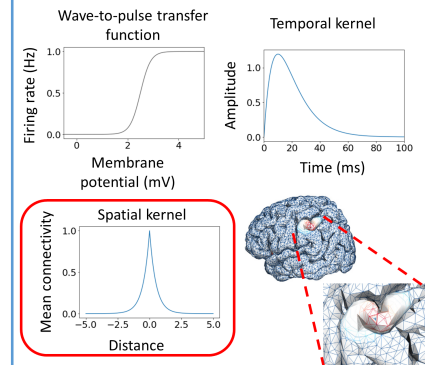 Wave-to-pulse transfer
function
Firing rate (Hz)
1.0
0.5
0.0
0
2
4
Membrane
potential (mV)
Temporal kernel
Amplitude
1.0
0.5
0.0
0
20
40
60
80
100
Time (ms)
Spatial kernel
Mean connectivity
1.0
0.5
0.0
−5.0
−2.5
0.0
2.5
5.0
Distance